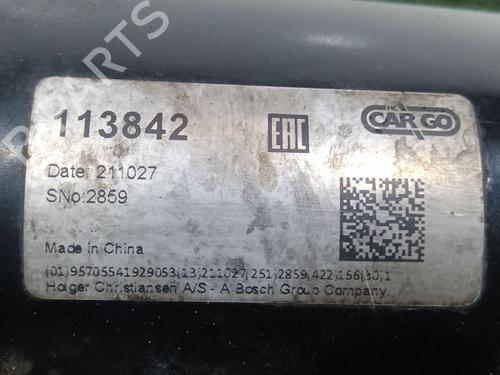 113842
EAC
CARGO
Date: 211027
SNo:2859
Made in China
(01)95705541929053(13)211027(251)2859(422)156(30)1
Holger Christiansen A/S - A Bosch Group Company.